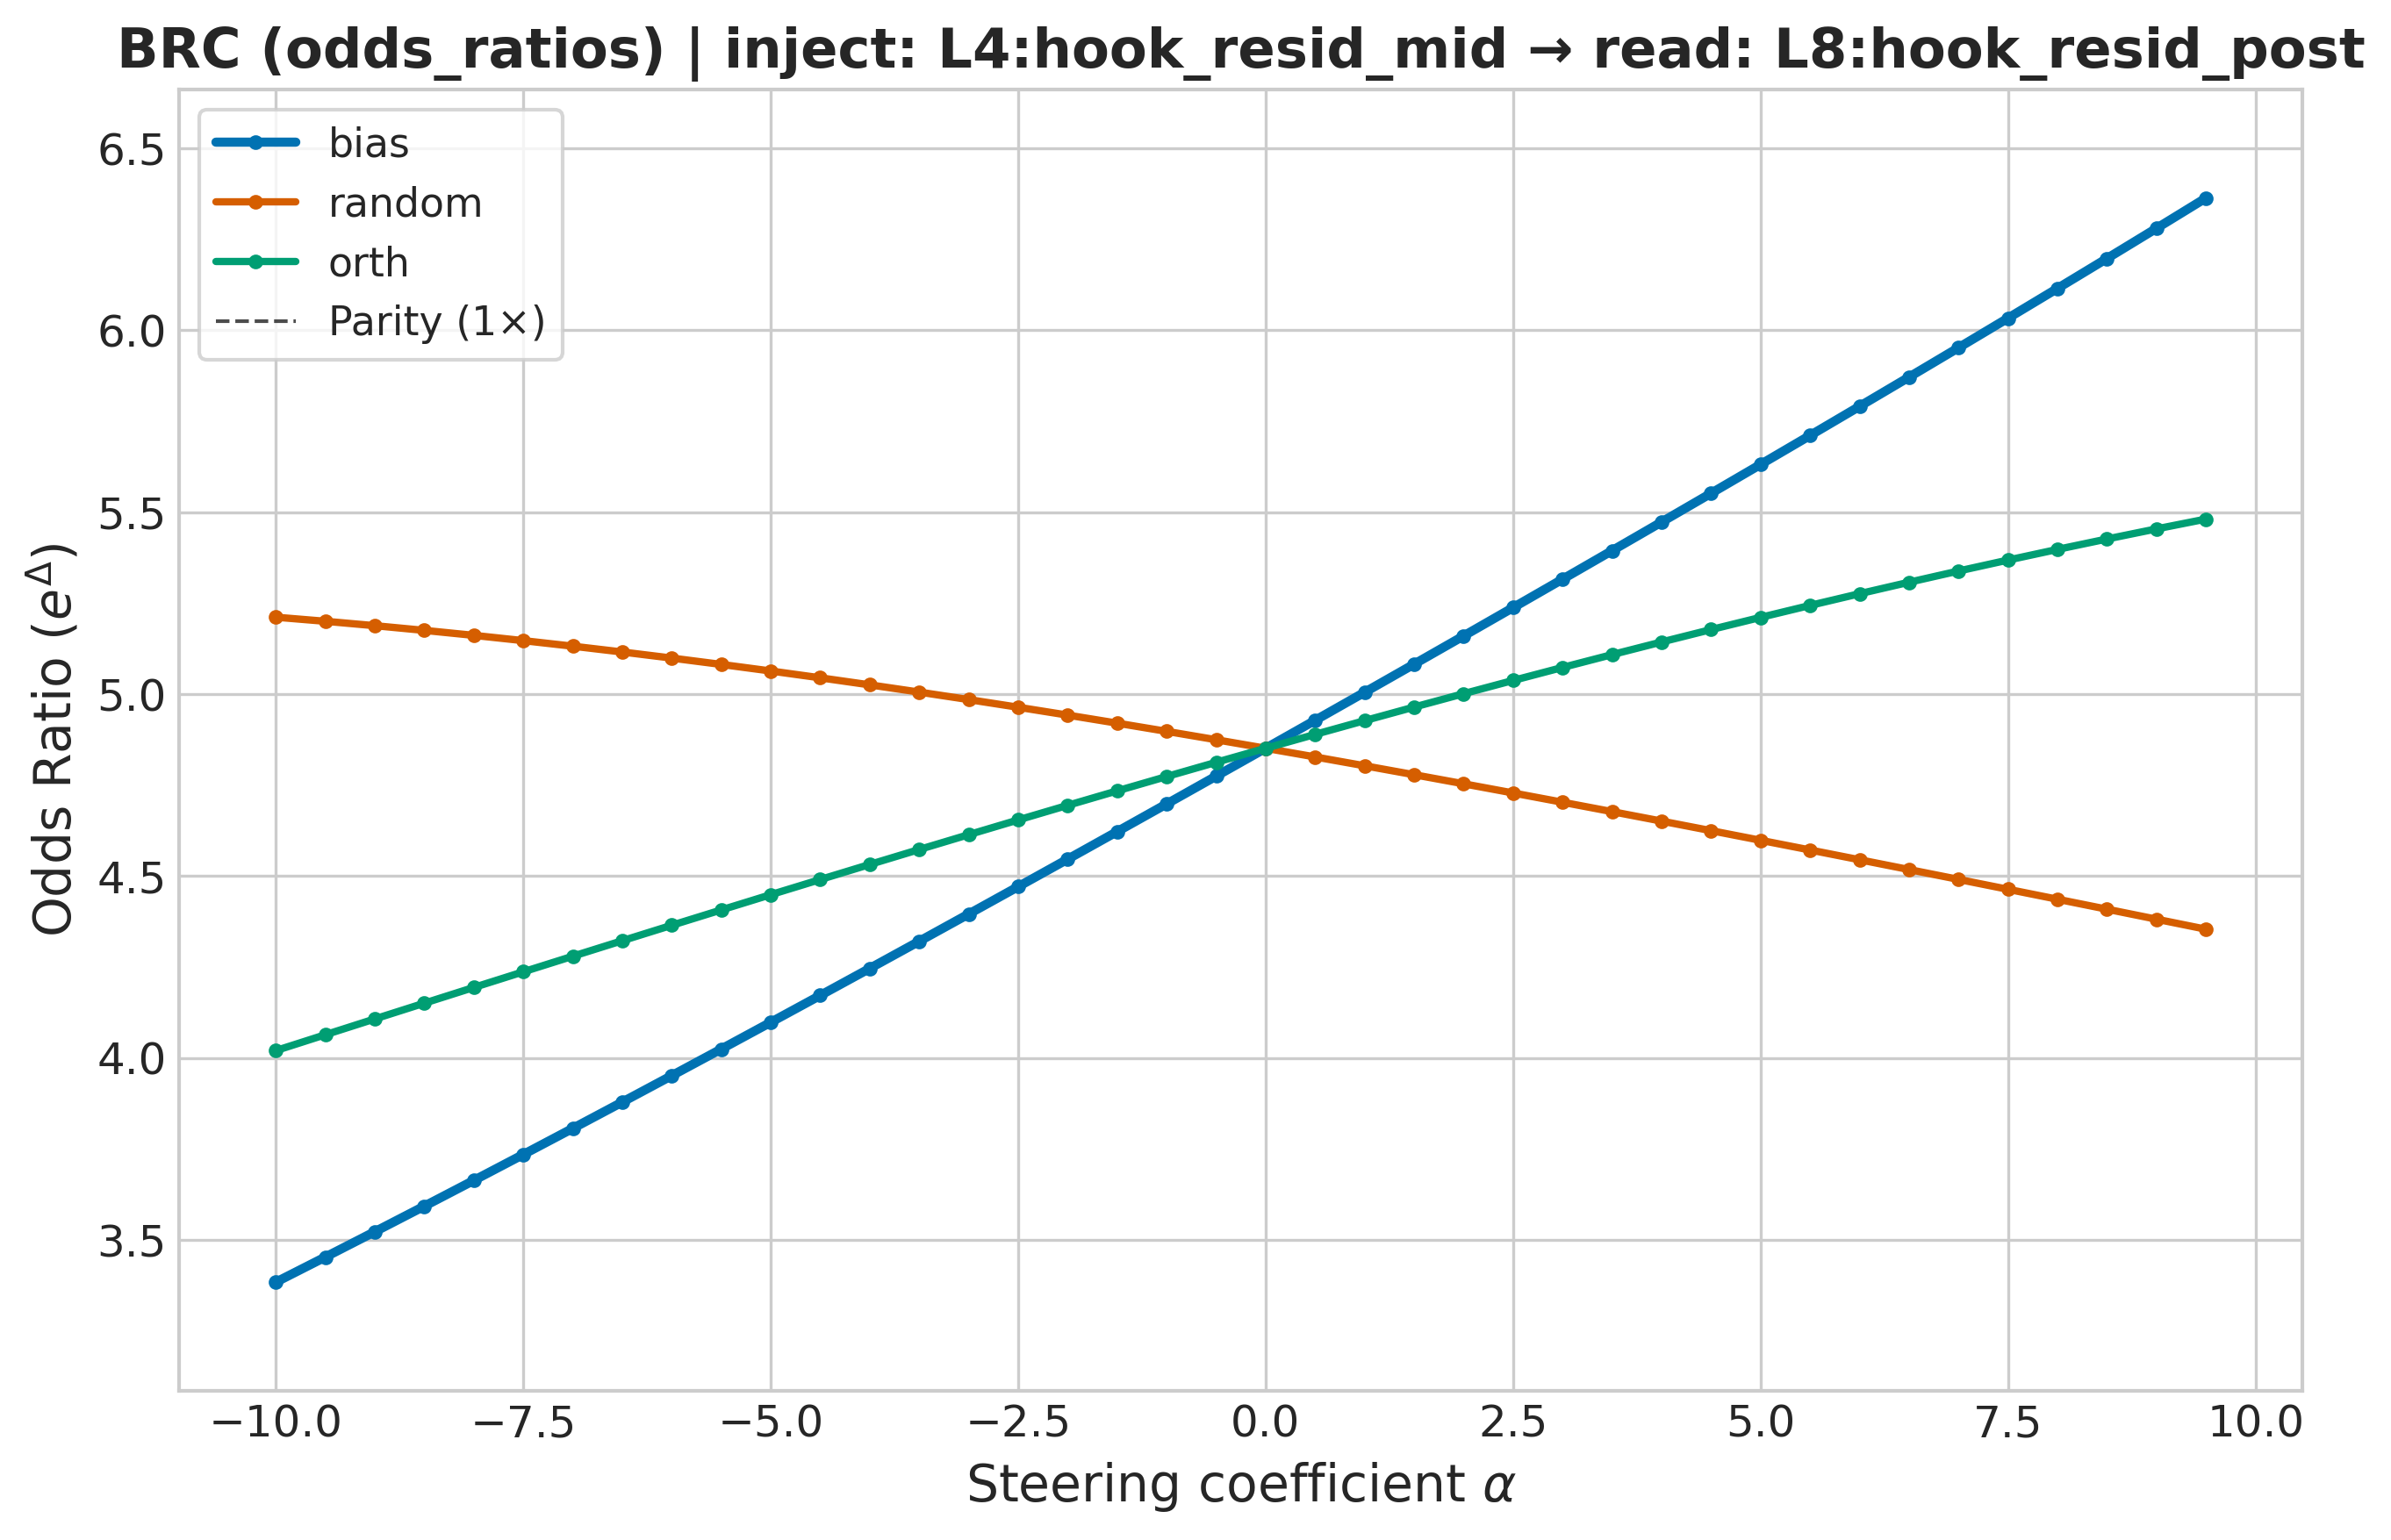 BRC (odds_ratios) | inject: L4:hook_resid_mid → read: L8:hook_resid_post
bias
random
orth
Parity (1×)
6.5
6.0
5.5
5.0
4.5
4.0
3.5
Odds Ratio (e^Δ)
−10.0 −7.5 −5.0 −2.5 0.0 2.5 5.0 7.5 10.0
Steering coefficient α